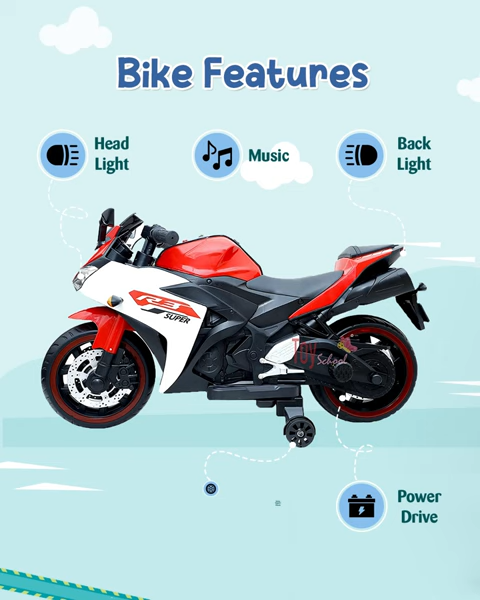 Bike Features
Head
Light
Music
Back
Light
R3
SUPER
Toy
School
Power
Drive